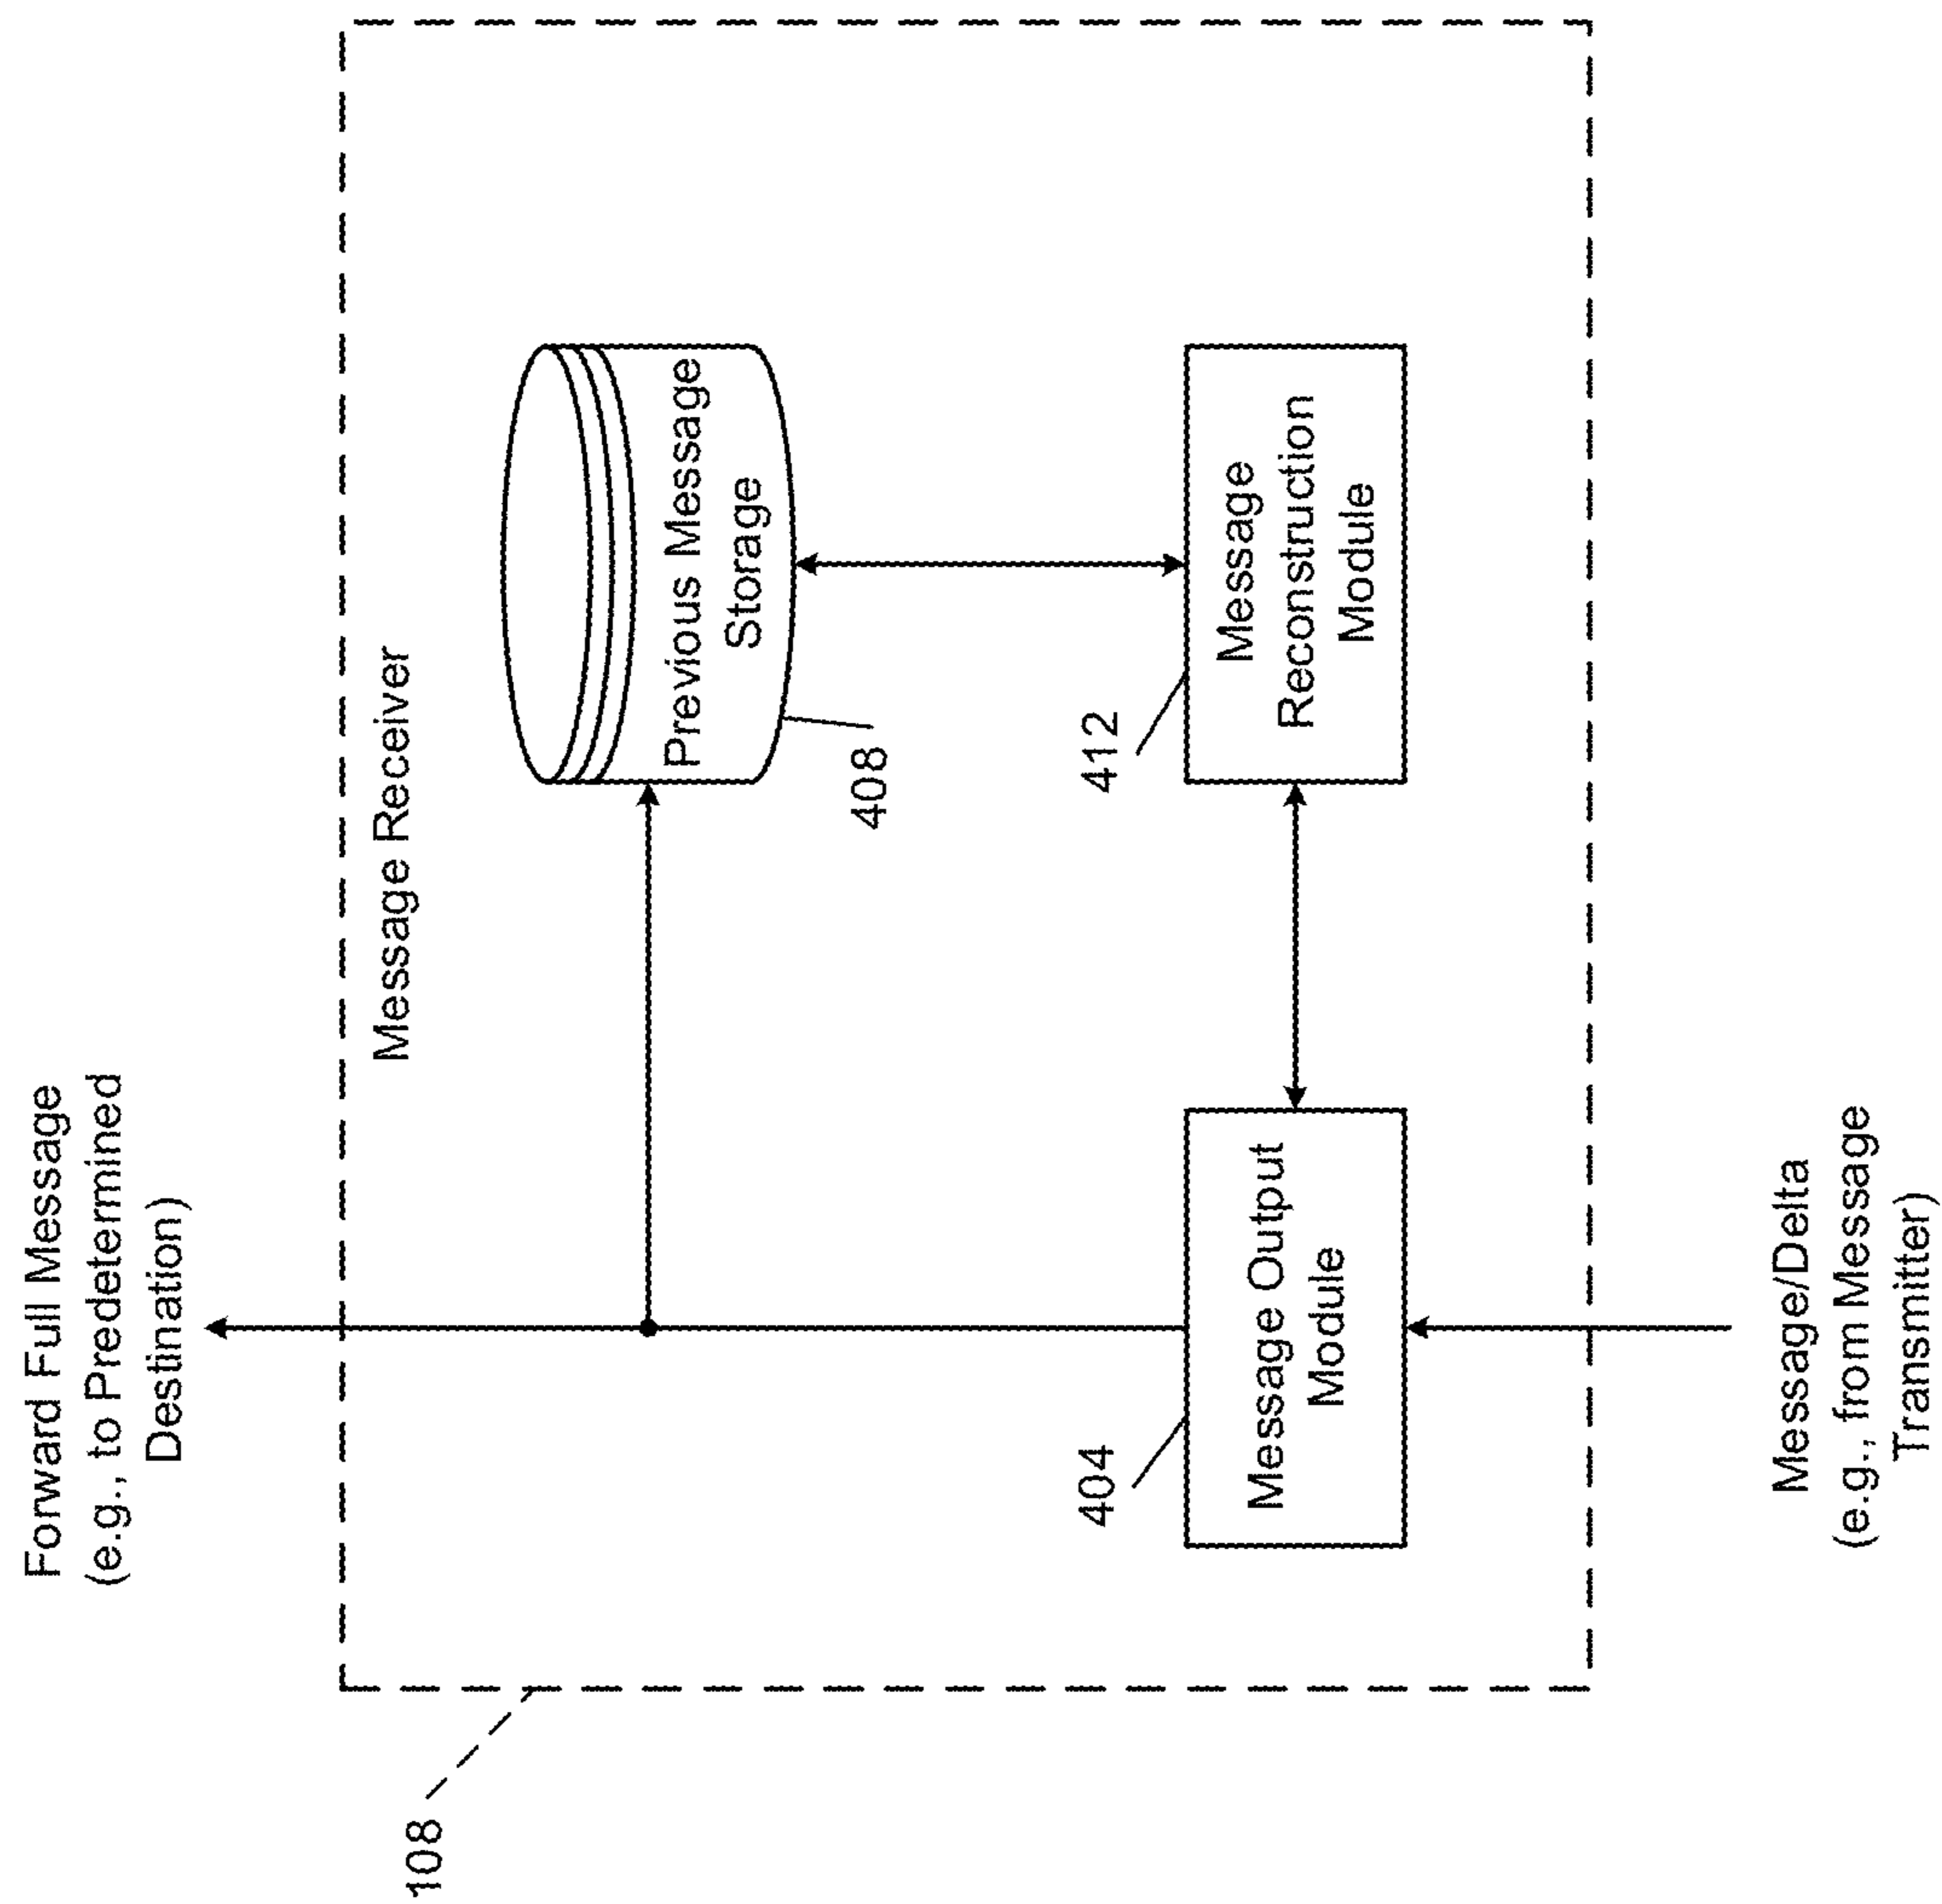 Forward Full Message
(e.g., to Predetermined
Destination)
Message Receiver
108
Previous Message
Storage
408
404
Message Output
Module
412
Message
Reconstruction
Module
Message/Delta
(e.g., from Message
Transmitter)